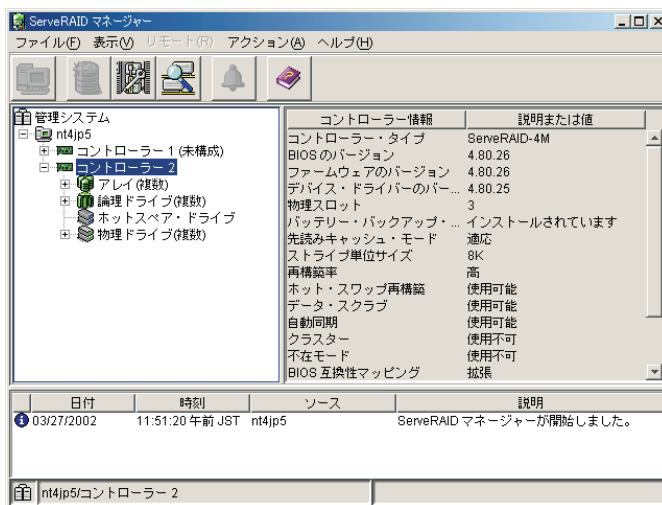 ServeRAID マネージャー
ファイル(F) 表示(V) リモート(R) アクション(A) ヘルプ(H)
管理システム
nt4jp5
コントローラー 1 (未構成)
コントローラー 2
アレイ (複数)
論理ドライブ(複数)
ホットスペア・ドライブ
物理ドライブ(複数)
コントローラー情報 説明または値
コントローラー・タイプ ServeRAID-4M
BIOS のバージョン 4.80.26
ファームウェアのバージョン 4.80.26
デバイス・ドライバーのバー... 4.80.25
物理スロット 3
バッテリー・バックアップ・... インストールされています
先読みキャッシュ・モード 適応
ストライプ単位サイズ 8K
再構築率 高
ホット・スワップ再構築 使用可能
データ・スクラブ 使用可能
自動同期 使用可能
クラスター 使用不可
不在モード 使用不可
BIOS 互換性マッピング 拡張
日付 時刻 ソース 説明
03/27/2002 11:51:20 午前 JST nt4jp5 ServeRAID マネージャーが開始しました。
nt4jp5/コントローラー 2